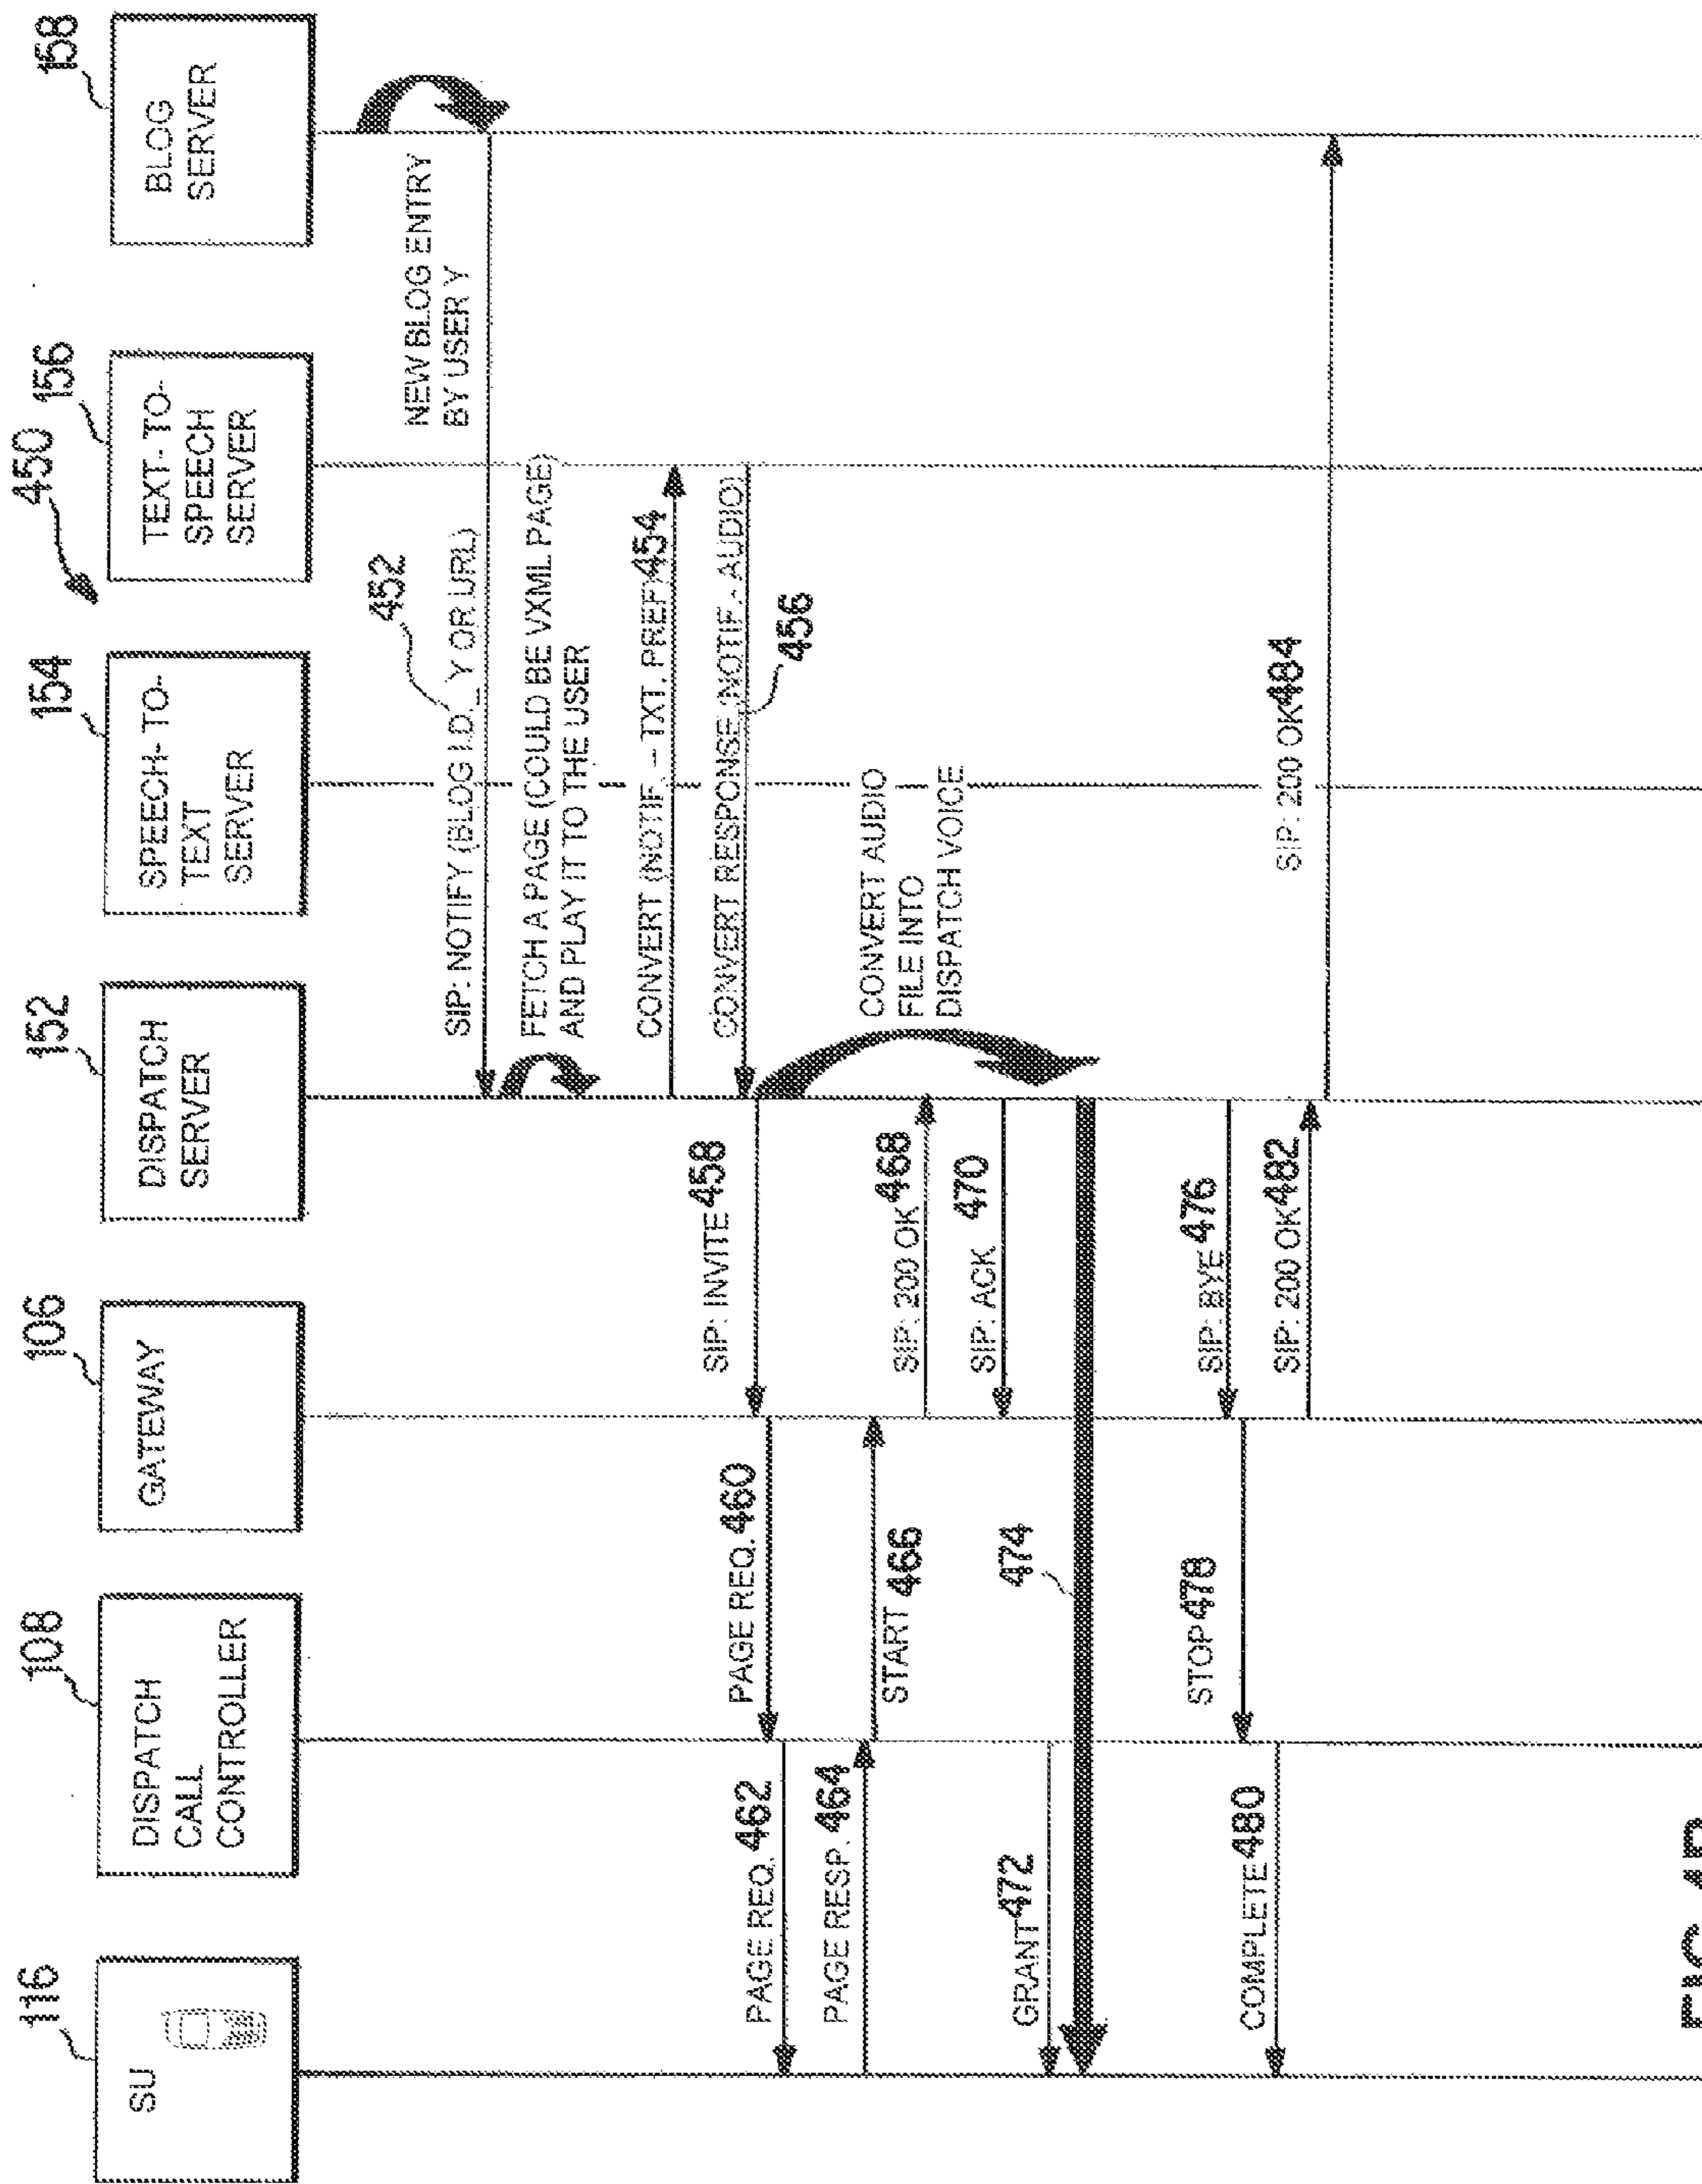 450
116
SU
108
DISPATCH
CALL
CONTROLLER
106
GATEWAY
152
DISPATCH
SERVER
154
SPEECH- TO-
TEXT
SERVER
156
TEXT- TO-
SPEECH
SERVER
158
BLOG
SERVER
NEW BLOG ENTRY
BY USER Y
452
SIP: NOTIFY (BLOG I.D._Y OR URL)
FETCH A PAGE (COULD BE VXML PAGE)
AND PLAY IT TO THE USER
CONVERT (NOTIF. – TXT. PREF) 454
CONVERT RESPONSE (NOTIF. - AUDIO)
456
SIP: INVITE 458
PAGE REQ. 460
PAGE REQ. 462
PAGE RESP. 464
START 466
CONVERT AUDIO
FILE INTO
DISPATCH VOICE
SIP: 200 OK 468
SIP: ACK 470
GRANT 472
474
SIP: BYE 476
STOP 478
COMPLETE 480
SIP: 200 OK 482
SIP: 200 OK 484